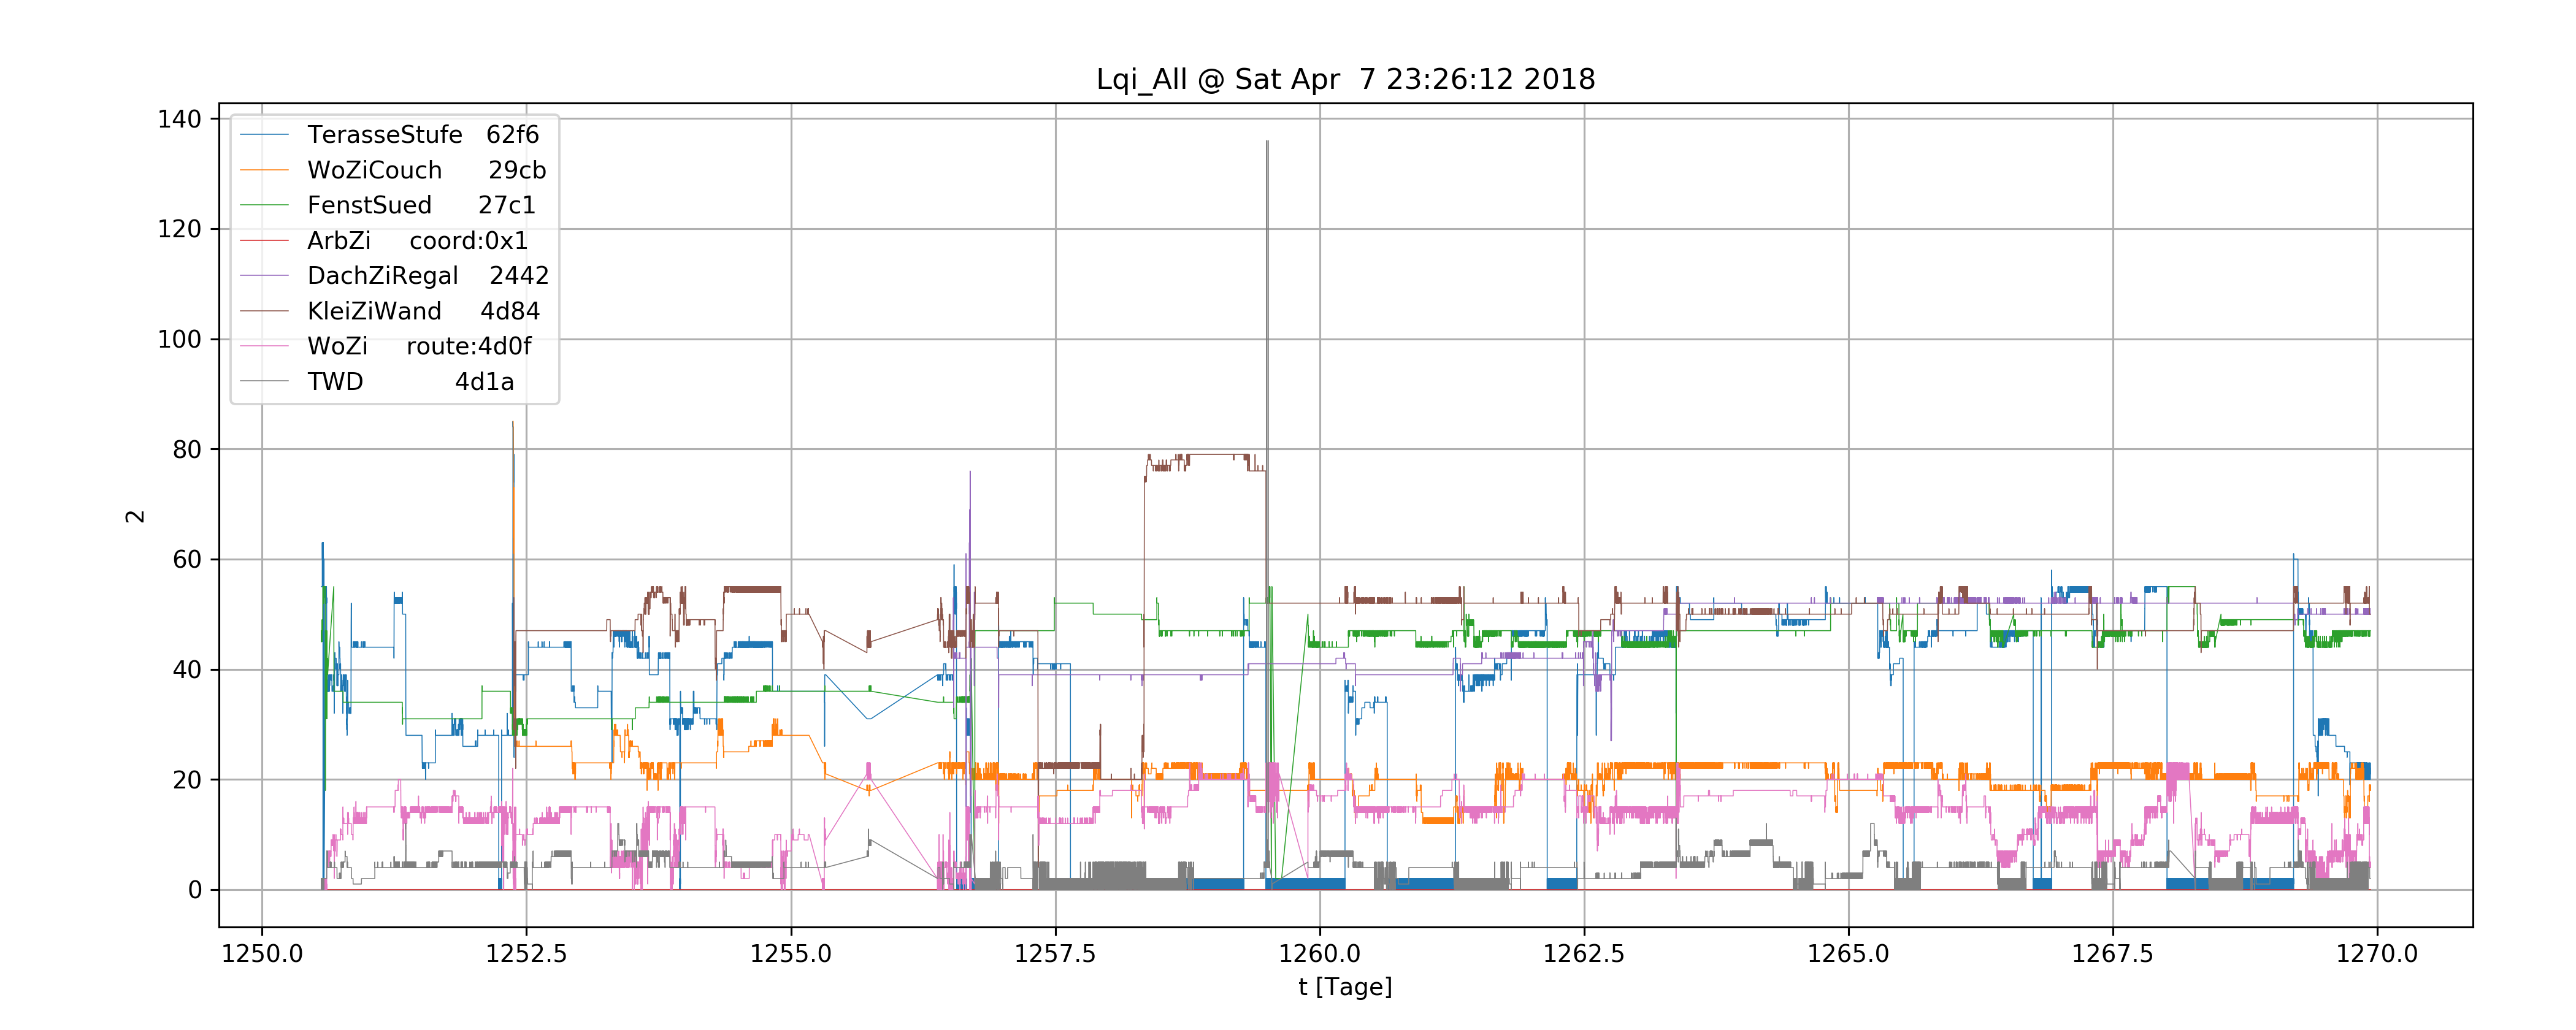 Lqi_All @ Sat Apr  7 23:26:12 2018
140
120
100
80
60
40
20
0
2
TerasseStufe   62f6
WoZiCouch      29cb
FenstSued      27c1
ArbZi     coord:0x1
DachZiRegal    2442
KleiZiWand     4d84
WoZi     route:4d0f
TWD            4d1a
1250.0 1252.5 1255.0 1257.5 1260.0 1262.5 1265.0 1267.5 1270.0
t [Tage]